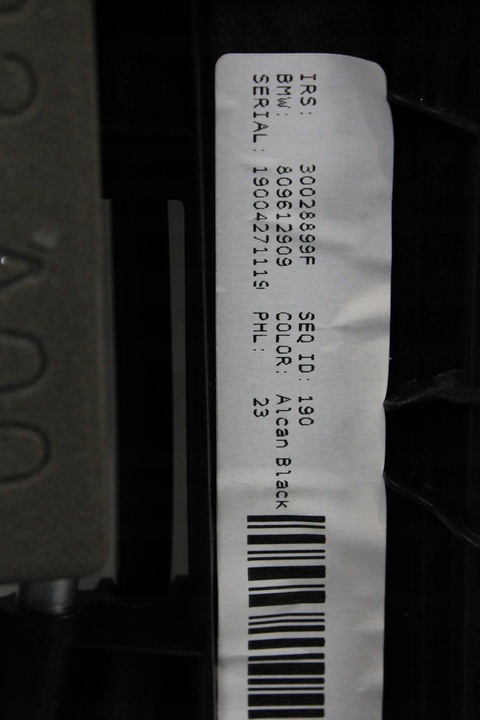 IRS: 30028899F SEQ ID: 190
BMW: 809612909 COLOR: Alcan Black
SERIAL: 19004271119 PHL: 23